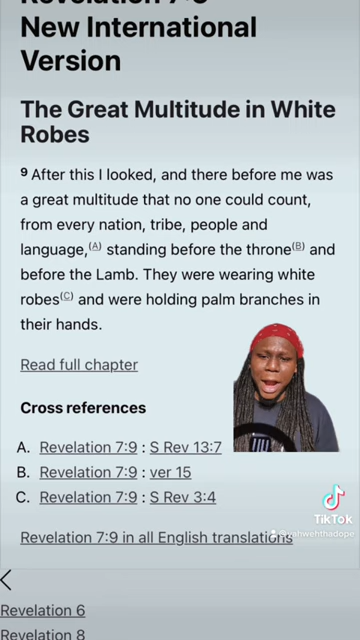 Revelation 7:9
New International
Version
The Great Multitude in White
Robes
9 After this I looked, and there before me was
a great multitude that no one could count,
from every nation, tribe, people and
language,(A) standing before the throne(B) and
before the Lamb. They were wearing white
robes(C) and were holding palm branches in
their hands.
Read full chapter
Cross references
A. Revelation 7:9 : S Rev 13:7
B. Revelation 7:9 : ver 15
C. Revelation 7:9 : S Rev 3:4
TikTok
@yahwehthadope
Revelation 7:9 in all English translations
Revelation 6
Revelation 8